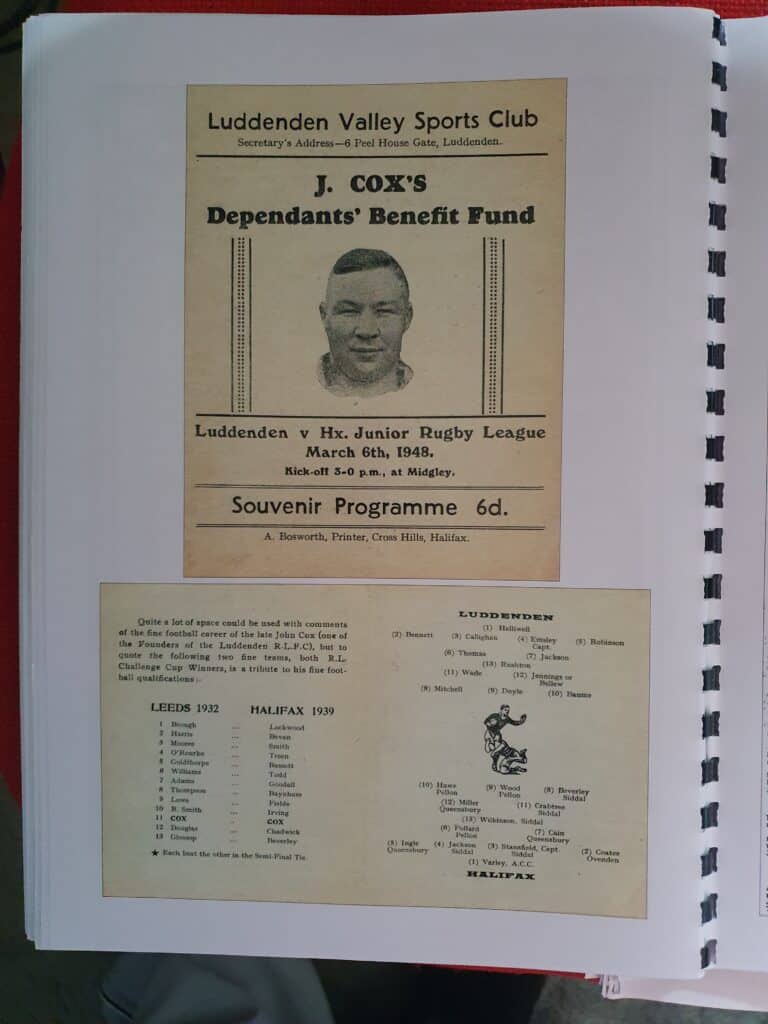 Luddenden Valley Sports Club
Secretary's Address—6 Peel House Gate, Luddenden.
J. COX'S
Dependants' Benefit Fund
Luddenden v Hx. Junior Rugby League
March 6th, 1948.
Kick-off 3-0 p.m., at Midgley.
Souvenir Programme 6d.
A. Bosworth, Printer, Cross Hills, Halifax.
Quite a lot of space could be used with comments
of the fine football career of the late John Cox (one of
the Founders of the Luddenden R.L.F.C), but to
quote the following two fine teams, both R.L.
Challenge Cup Winners, is a tribute to his fine foot-
ball qualifications :-
LEEDS 1932 HALIFAX 1939
1 Brough ... Lockwood
2 Harris ... Bevan
3 Moores ... Smith
4 O'Rourke ... Treen
5 Goldthorpe ... Bassett
6 Williams ... Todd
7 Adams ... Goodall
8 Thompson ... Baynham
9 Lowe ... Fields
10 R. Smith ... Irving
11 COX .. COX
12 Douglas ... Chadwick
13 Glossop ... Beverley
★ Each beat the other in the Semi-Final Tie
LUDDENDEN
(1) Halliwell
(2) Bennett (3) Callighen (4) Emsley (5) Robinson
Capt.
(6) Thomas (7) Jackson
(13) Rushton
(11) Wade (12) Jennings or
Bellew
(8) Mitchell (9) Doyle (10) Baume
(10) Haws (9) Wood (8) Beverley
Pellon Pellon Siddal
(12) Miller (11) Crabtree
Queensbury Siddal
(13) Wilkinson, Siddal
(6) Pollard (7) Cain
Pellon Queensbury
(5) Ingle (4) Jackson (3) Stansfield, Capt. (2) Coates
Queensbury Siddal Siddal Ovenden
(1) Varley, A.C.C.
HALIFAX